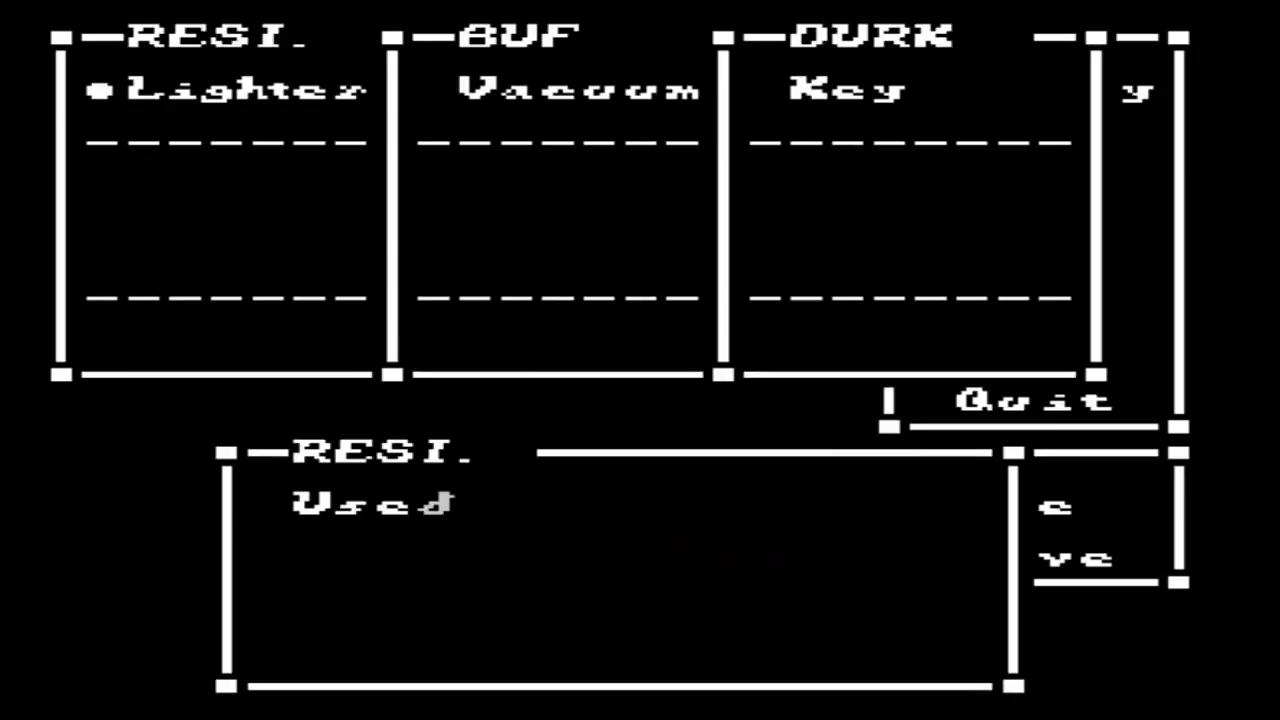 RESI. BUF DURK
Lighter Vacuum Key y
Quit
RESI.
Used e
ve